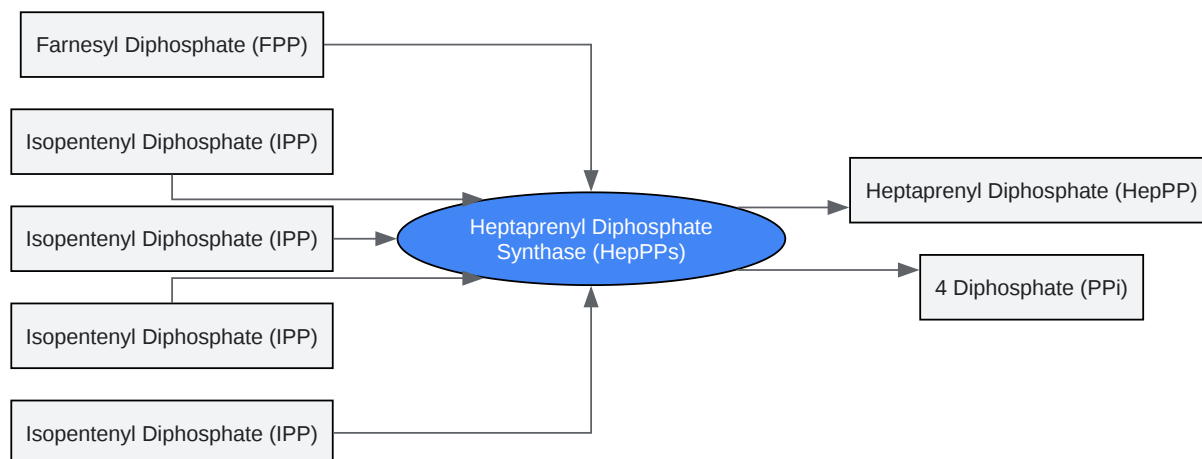 Farnesyl Diphosphate (FPP)
Isopentenyl Diphosphate (IPP)
Isopentenyl Diphosphate (IPP)
Isopentenyl Diphosphate (IPP)
Isopentenyl Diphosphate (IPP)
Heptaprenyl Diphosphate
Synthase (HepPPs)
Heptaprenyl Diphosphate (HepPP)
4 Diphosphate (PPi)